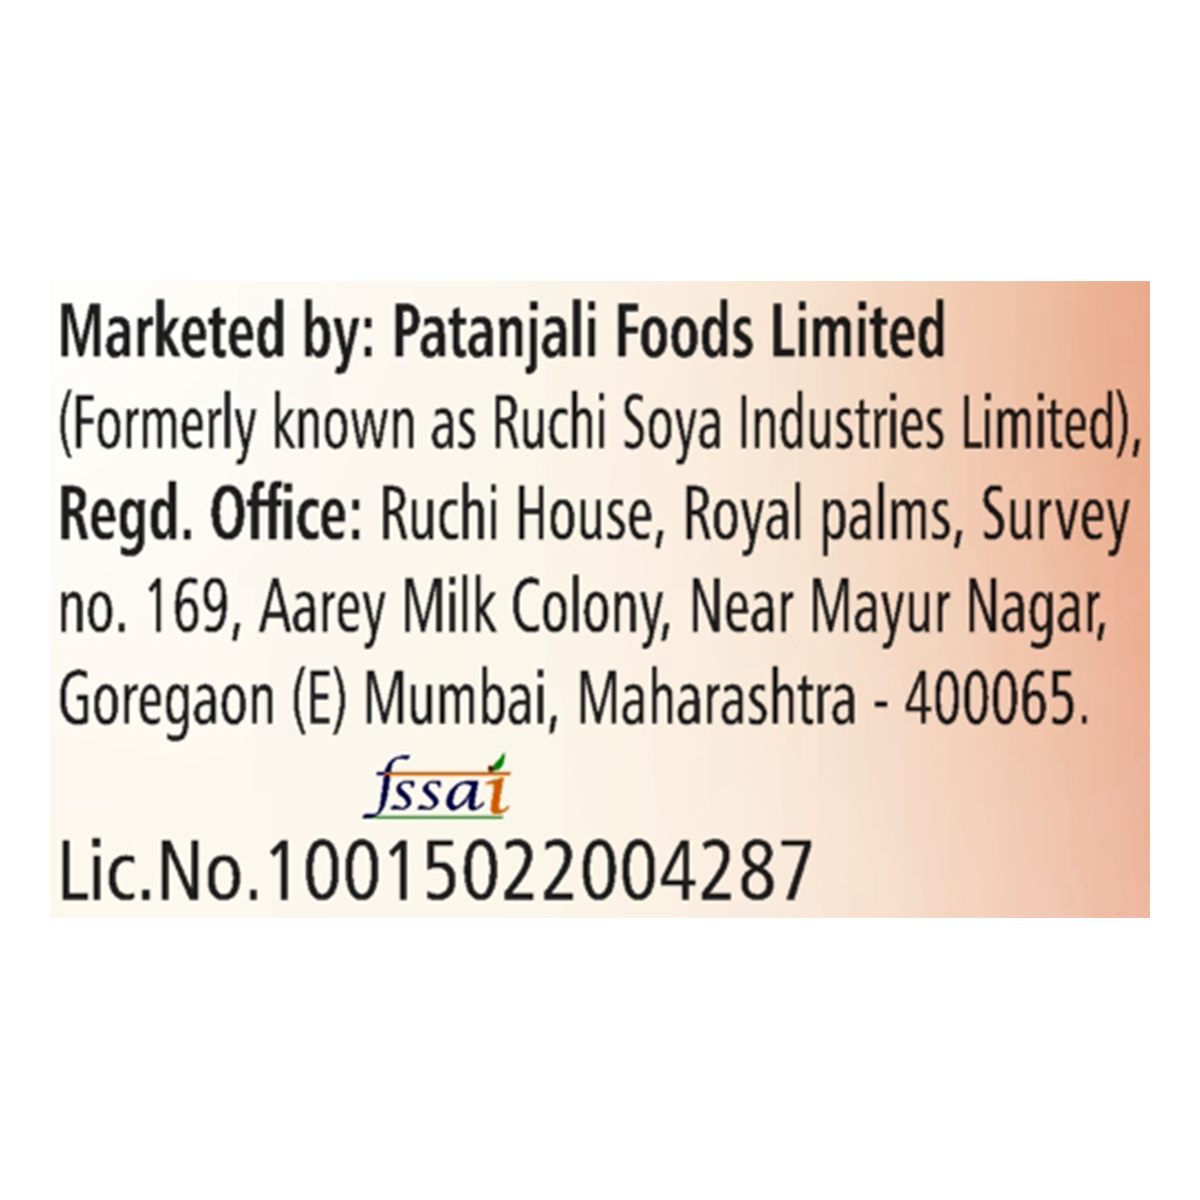 Marketed by: Patanjali Foods Limited
(Formerly known as Ruchi Soya Industries Limited),
Regd. Office: Ruchi House, Royal palms, Survey
no. 169, Aarey Milk Colony, Near Mayur Nagar,
Goregaon (E) Mumbai, Maharashtra - 400065.
fssai
Lic.No.10015022004287